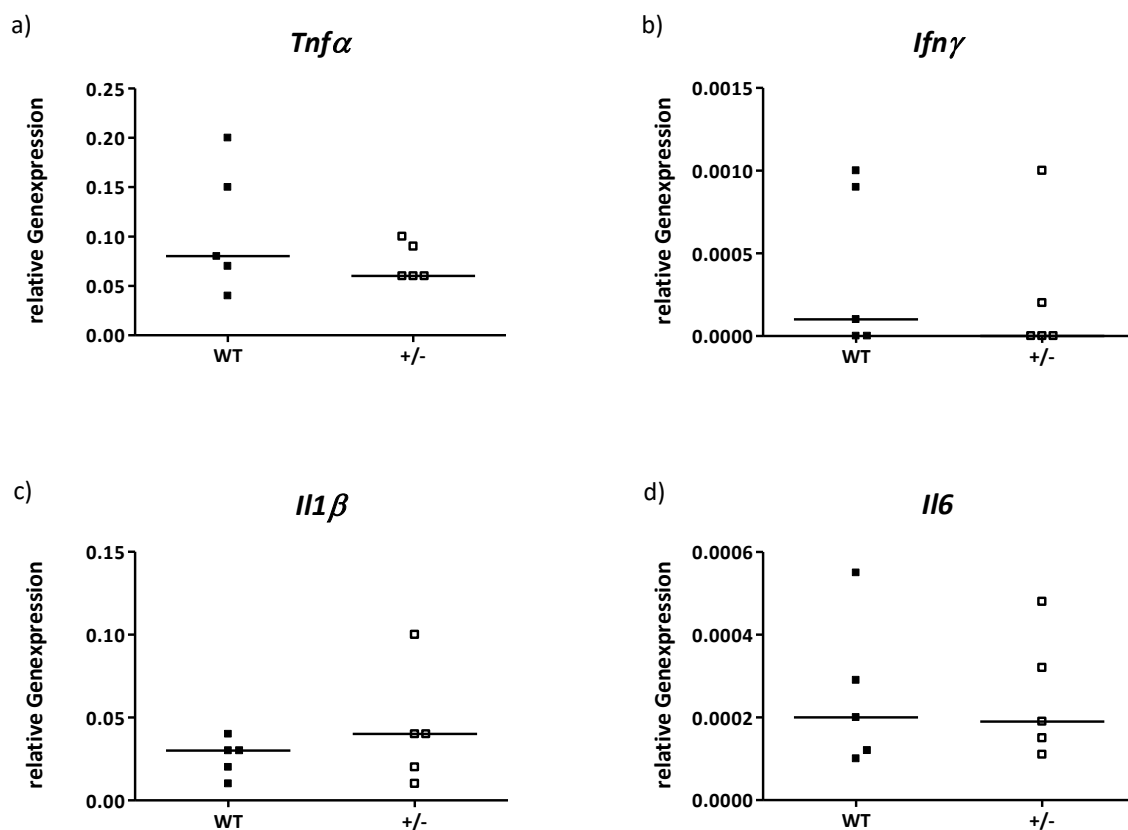 a)
Tnfα
relative Genexpression
0.25
0.20
0.15
0.10
0.05
0.00
WT
+/-
b)
Ifnγ
relative Genexpression
0.0015
0.0010
0.0005
0.0000
WT
+/-
c)
Il1β
relative Genexpression
0.15
0.10
0.05
0.00
WT
+/-
d)
Il6
relative Genexpression
0.0006
0.0004
0.0002
0.0000
WT
+/-